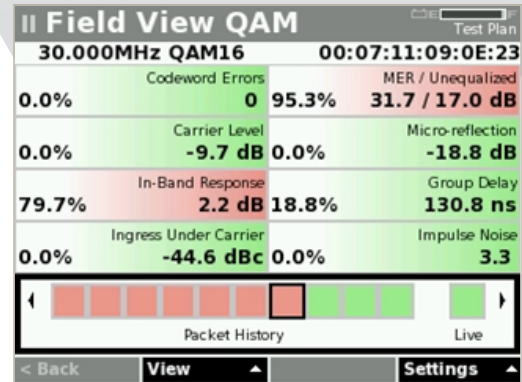 Field View QAM
E F
Test Plan
30.000MHz QAM16 00:07:11:09:0E:23
Codeword Errors
0.0% 0
MER / Unequalized
95.3% 31.7 / 17.0 dB
Carrier Level
0.0% -9.7 dB
Micro-reflection
0.0% -18.8 dB
In-Band Response
79.7% 2.2 dB
Group Delay
18.8% 130.8 ns
Ingress Under Carrier
0.0% -44.6 dBc
Impulse Noise
0.0% 3.3
Packet History Live
< Back View Settings